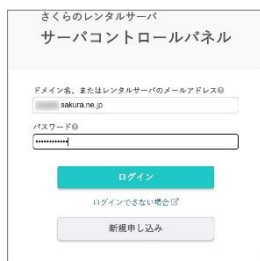 さくらのレンタルサーバ
サーバコントロールパネル
ドメイン名、またはレンタルサーバのメールアドレス
.sakura.ne.jp
パスワード
ログイン
ログインできない場合
新規申し込み